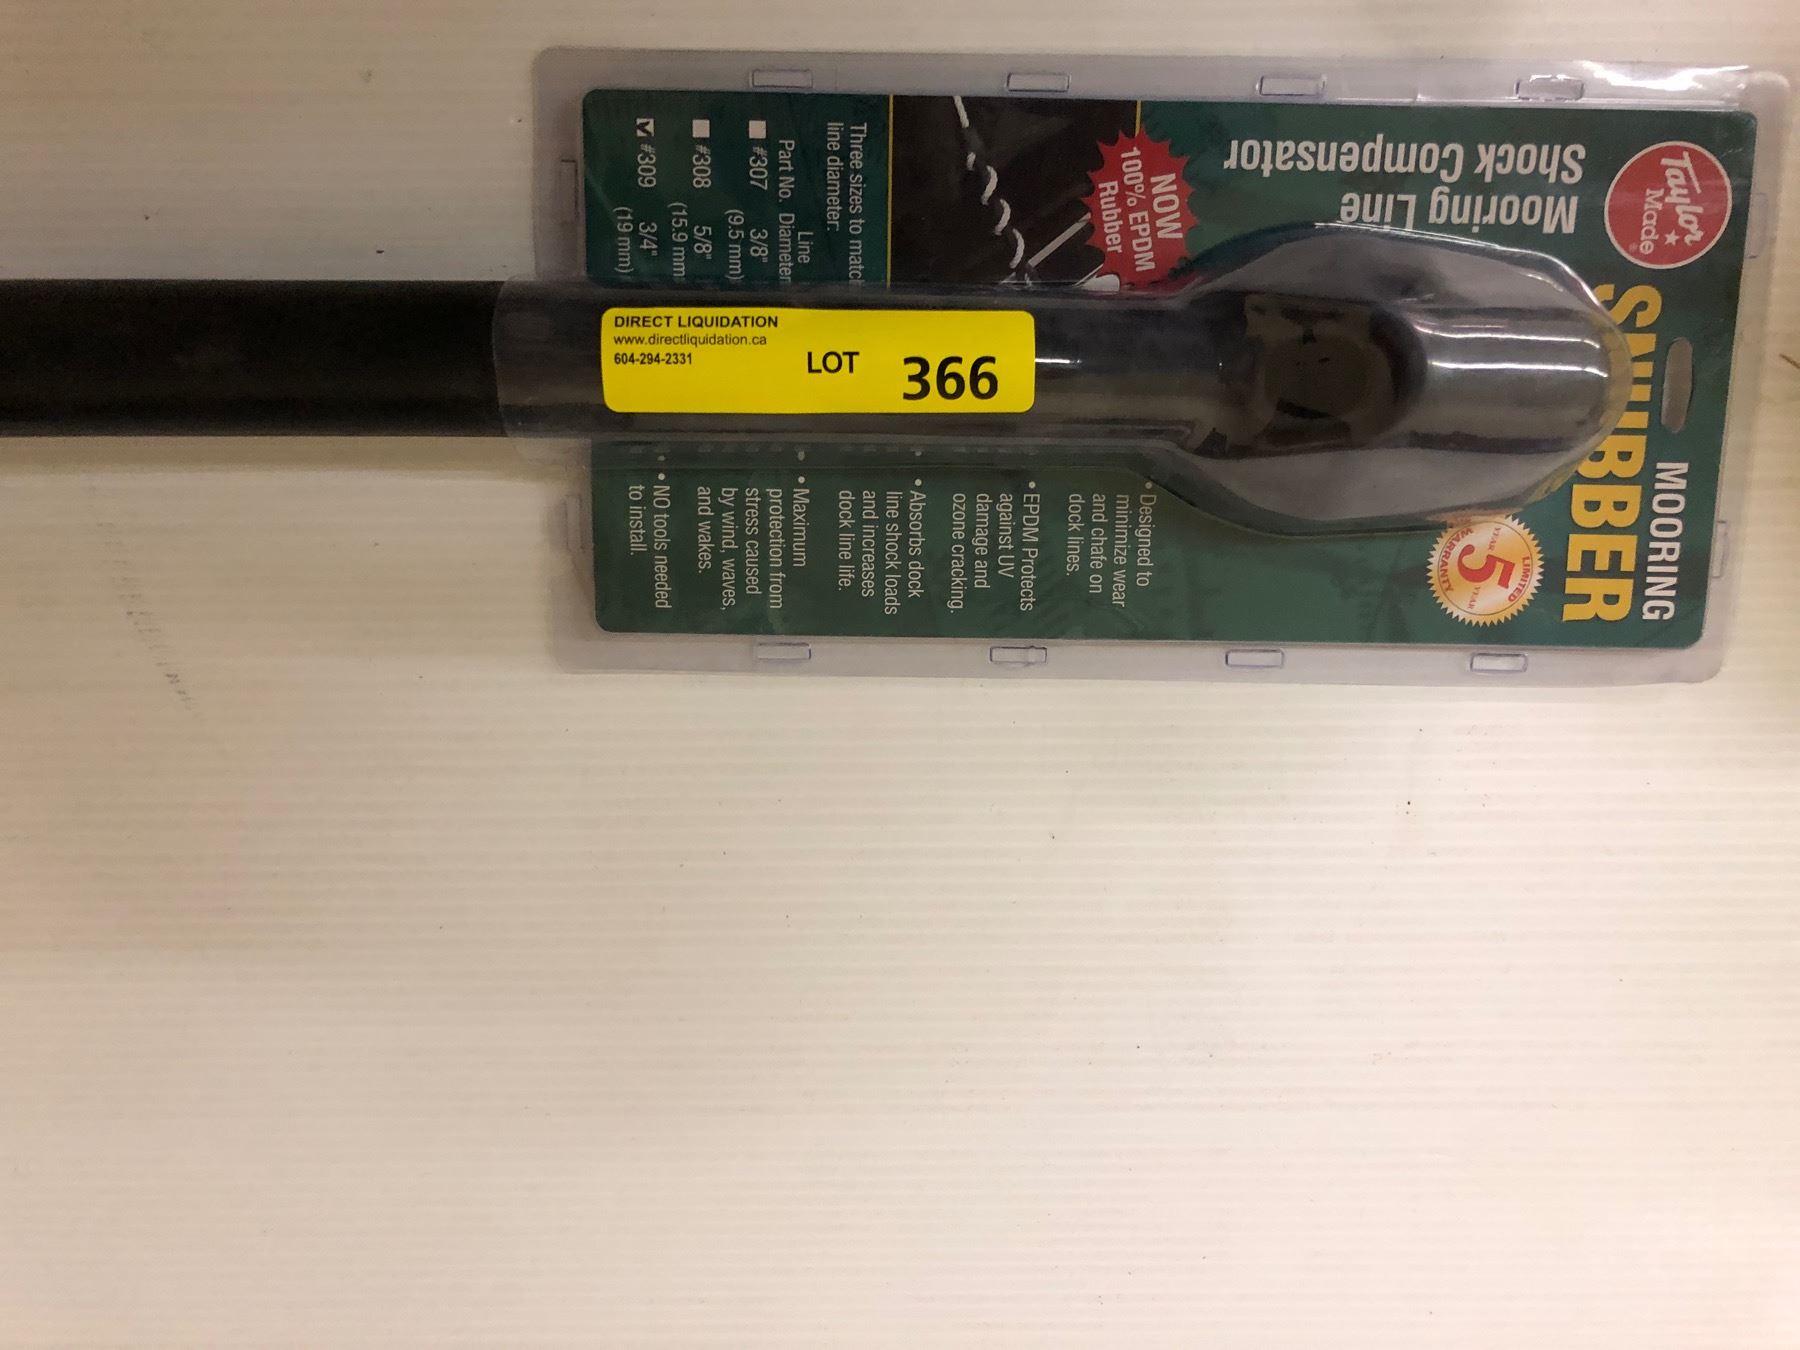 Taylor
Made®
MOORING
SNUBBER
Mooring Line
Shock Compensator
NOW
100% EPDM
Rubber
LIMITED
5
YEAR
YEAR
WARRANTY
• Designed to
minimize wear
and chafe on
dock lines.
• EPDM Protects
against UV
damage and
ozone cracking.
• Absorbs dock
line shock loads
and increases
dock line life.
• Maximum
protection from
stress caused
by wind, waves,
and wakes.
• NO tools needed
to install.
Three sizes to match
line diameter:
Line
Part No. Diameter
#307 3/8"
(9.5 mm)
#308 5/8"
(15.9 mm
#309 3/4"
(19 mm)
DIRECT LIQUIDATION
www.directliquidation.ca
604-294-2331
LOT 366